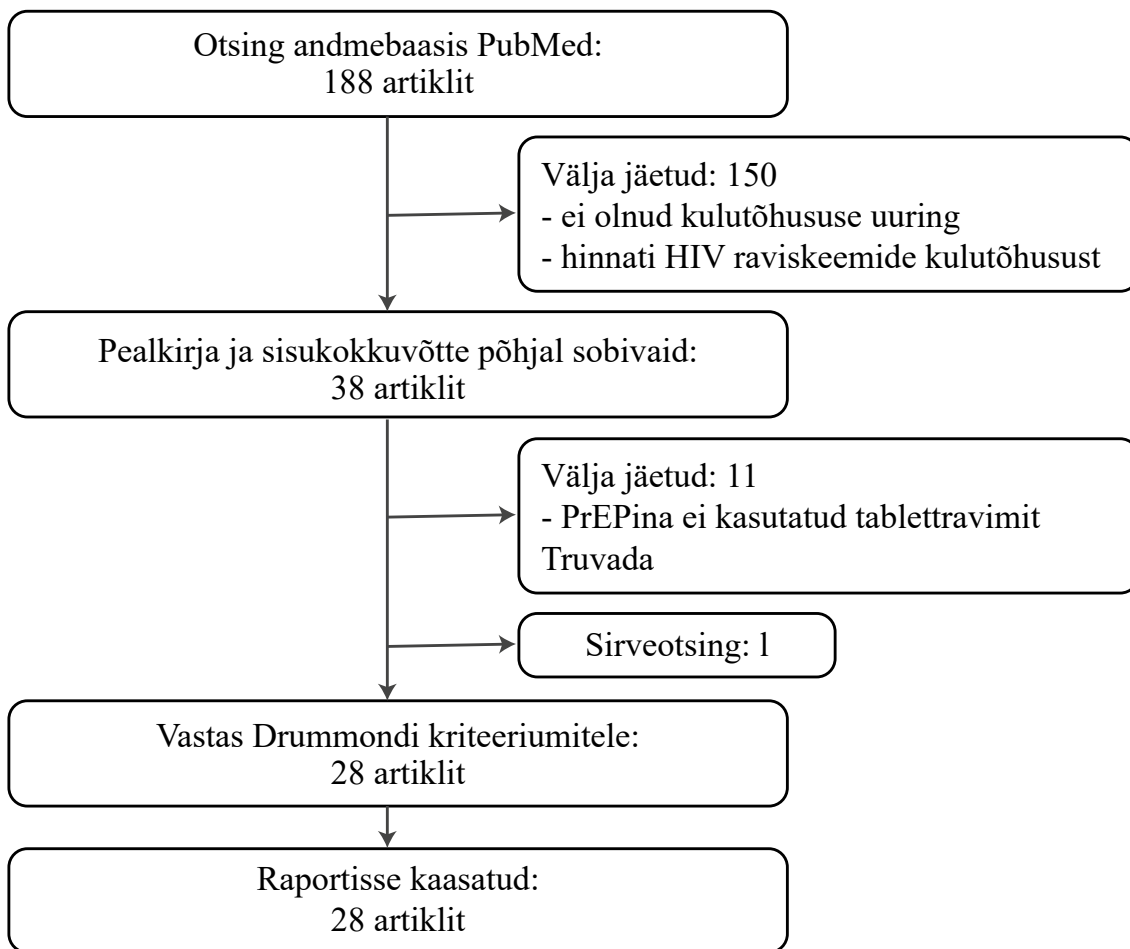 Otsing andmebaasis PubMed:
188 artiklit
Välja jäetud: 150
- ei olnud kulutõhususe uuring
- hinnati HIV raviskeemide kulutõhusust
Pealkirja ja sisukokkuvõtte põhjal sobivaid:
38 artiklit
Välja jäetud: 11
- PrEPina ei kasutatud tablettravimit
Truvada
Sirveotsing: l
Vastas Drummondi kriteeriumitele:
28 artiklit
Raportisse kaasatud:
28 artiklit